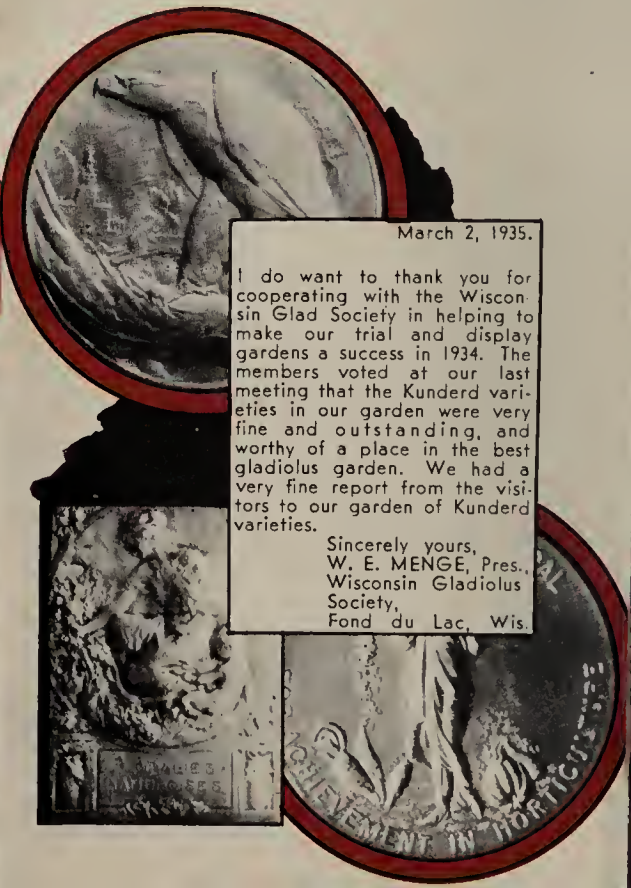 March 2, 1935.
I do want to thank you for
cooperating with the Wiscon-
sin Glad Society in helping to
make our trial and display
gardens a success in 1934. The
members voted at our last
meeting that the Kunderd vari-
eties in our garden were very
fine and outstanding, and
worthy of a place in the best
gladiolus garden. We had a
very fine report from the visi-
tors to our garden of Kunderd
varieties.
Sincerely yours,
W. E. MENGE, Pres.,
Wisconsin Gladiolus
Society,
Fond du Lac, Wis.
ACHIEVEMENT IN HORTICULTURE